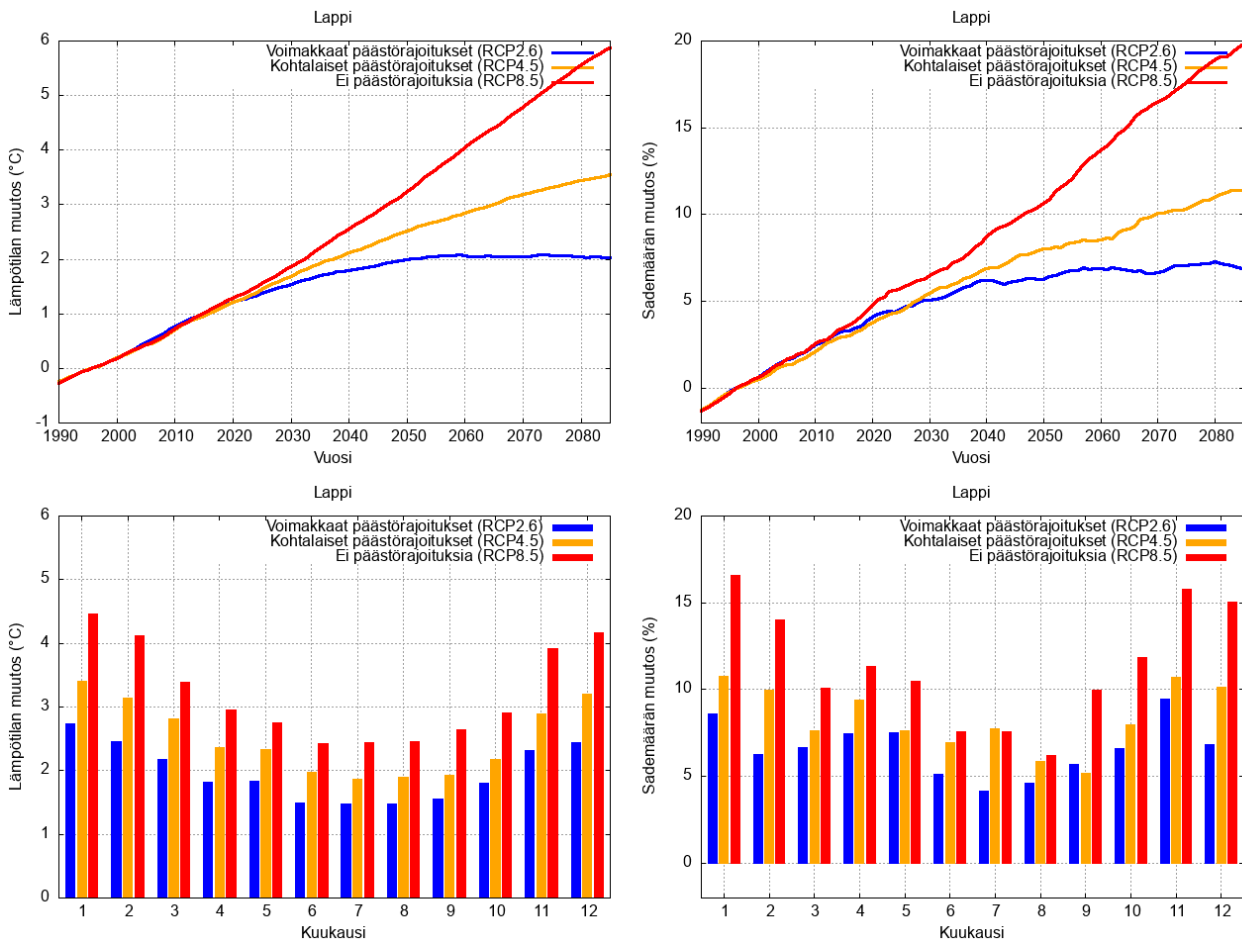 Lappi
Voimakkaat päästörajoitukset (RCP2.6)
Kohtalaiset päästörajoitukset (RCP4.5)
Ei päästörajoituksia (RCP8.5)
Lämpötilan muutos (°C)
6
5
4
3
2
1
0
-1
1990 2000 2010 2020 2030 2040 2050 2060 2070 2080
Vuosi
Lappi
Voimakkaat päästörajoitukset (RCP2.6)
Kohtalaiset päästörajoitukset (RCP4.5)
Ei päästörajoituksia (RCP8.5)
Sademäärän muutos (%)
20
15
10
5
0
1990 2000 2010 2020 2030 2040 2050 2060 2070 2080
Vuosi
Lappi
Voimakkaat päästörajoitukset (RCP2.6)
Kohtalaiset päästörajoitukset (RCP4.5)
Ei päästörajoituksia (RCP8.5)
Lämpötilan muutos (°C)
6
5
4
3
2
1
0
1 2 3 4 5 6 7 8 9 10 11 12
Kuukausi
Lappi
Voimakkaat päästörajoitukset (RCP2.6)
Kohtalaiset päästörajoitukset (RCP4.5)
Ei päästörajoituksia (RCP8.5)
Sademäärän muutos (%)
20
15
10
5
0
1 2 3 4 5 6 7 8 9 10 11 12
Kuukausi